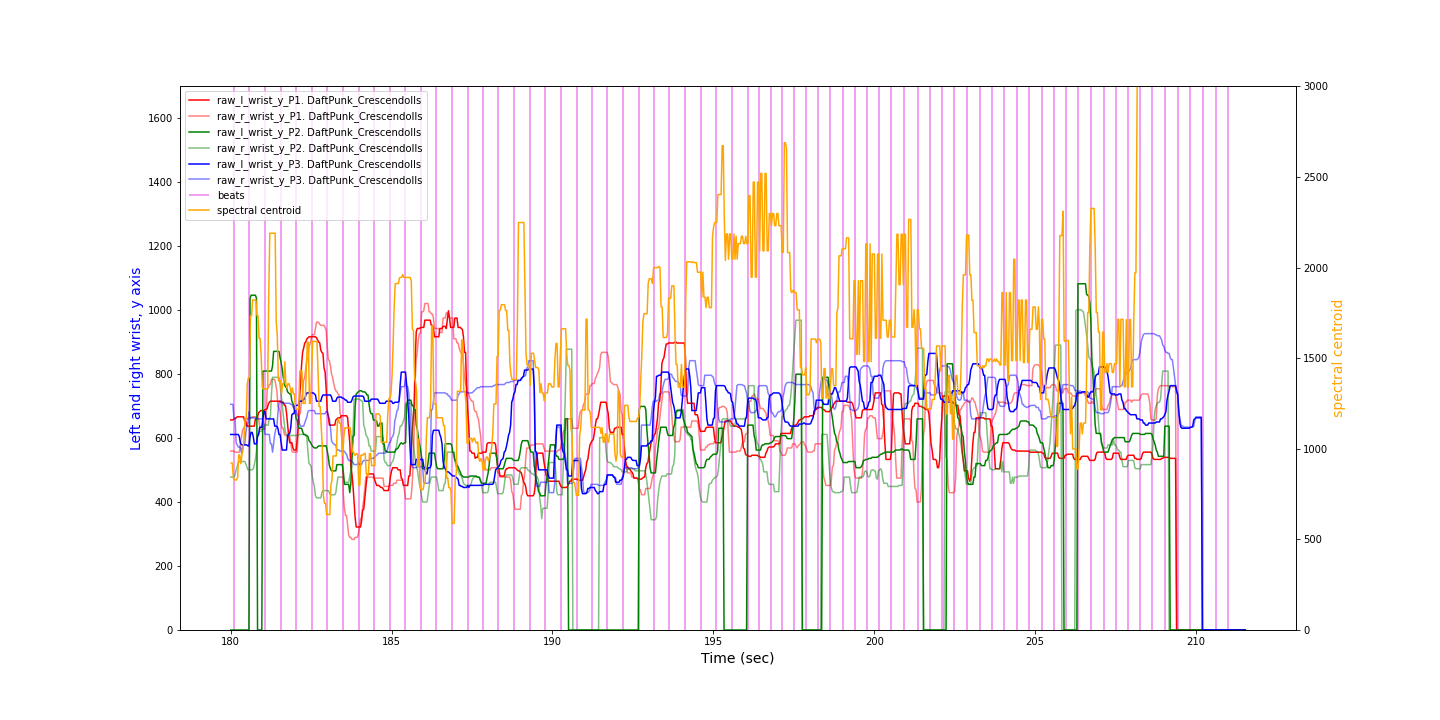 raw_l_wrist_y_P1. DaftPunk_Crescendolls
raw_r_wrist_y_P1. DaftPunk_Crescendolls
raw_l_wrist_y_P2. DaftPunk_Crescendolls
raw_r_wrist_y_P2. DaftPunk_Crescendolls
raw_l_wrist_y_P3. DaftPunk_Crescendolls
raw_r_wrist_y_P3. DaftPunk_Crescendolls
beats
spectral centroid
Left and right wrist, y axis
1600
1400
1200
1000
800
600
400
200
0
3000
2500
2000
1500
1000
500
0
spectral centroid
180
185
190
195
200
205
210
Time (sec)